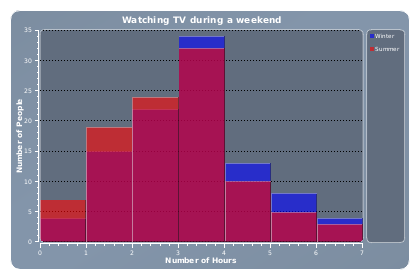 Watching TV during a weekend
Winter
Summer
Number of People
35
30
25
20
15
10
5
0
0 1 2 3 4 5 6 7
Number of Hours